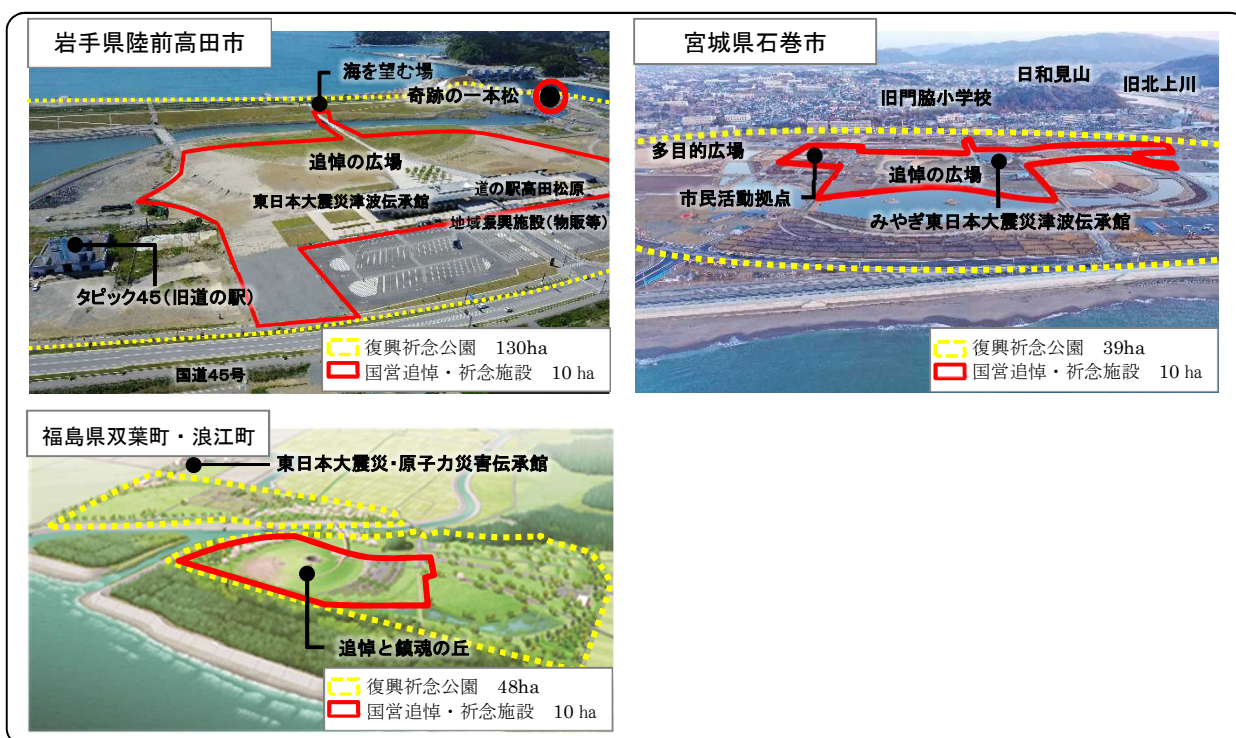 岩手県陸前高田市
海を望む場
奇跡の一本松
追悼の広場
道の駅高田松原
東日本大震災津波伝承館
地域振興施設(物販等)
タピック45(旧道の駅)
国道45号
復興祈念公園 130ha
国営追悼・祈念施設 10 ha
宮城県石巻市
日和見山
旧北上川
旧門脇小学校
多目的広場
追悼の広場
市民活動拠点
みやぎ東日本大震災津波伝承館
復興祈念公園 39ha
国営追悼・祈念施設 10 ha
福島県双葉町・浪江町
東日本大震災・原子力災害伝承館
追悼と鎮魂の丘
復興祈念公園 48ha
国営追悼・祈念施設 10 ha